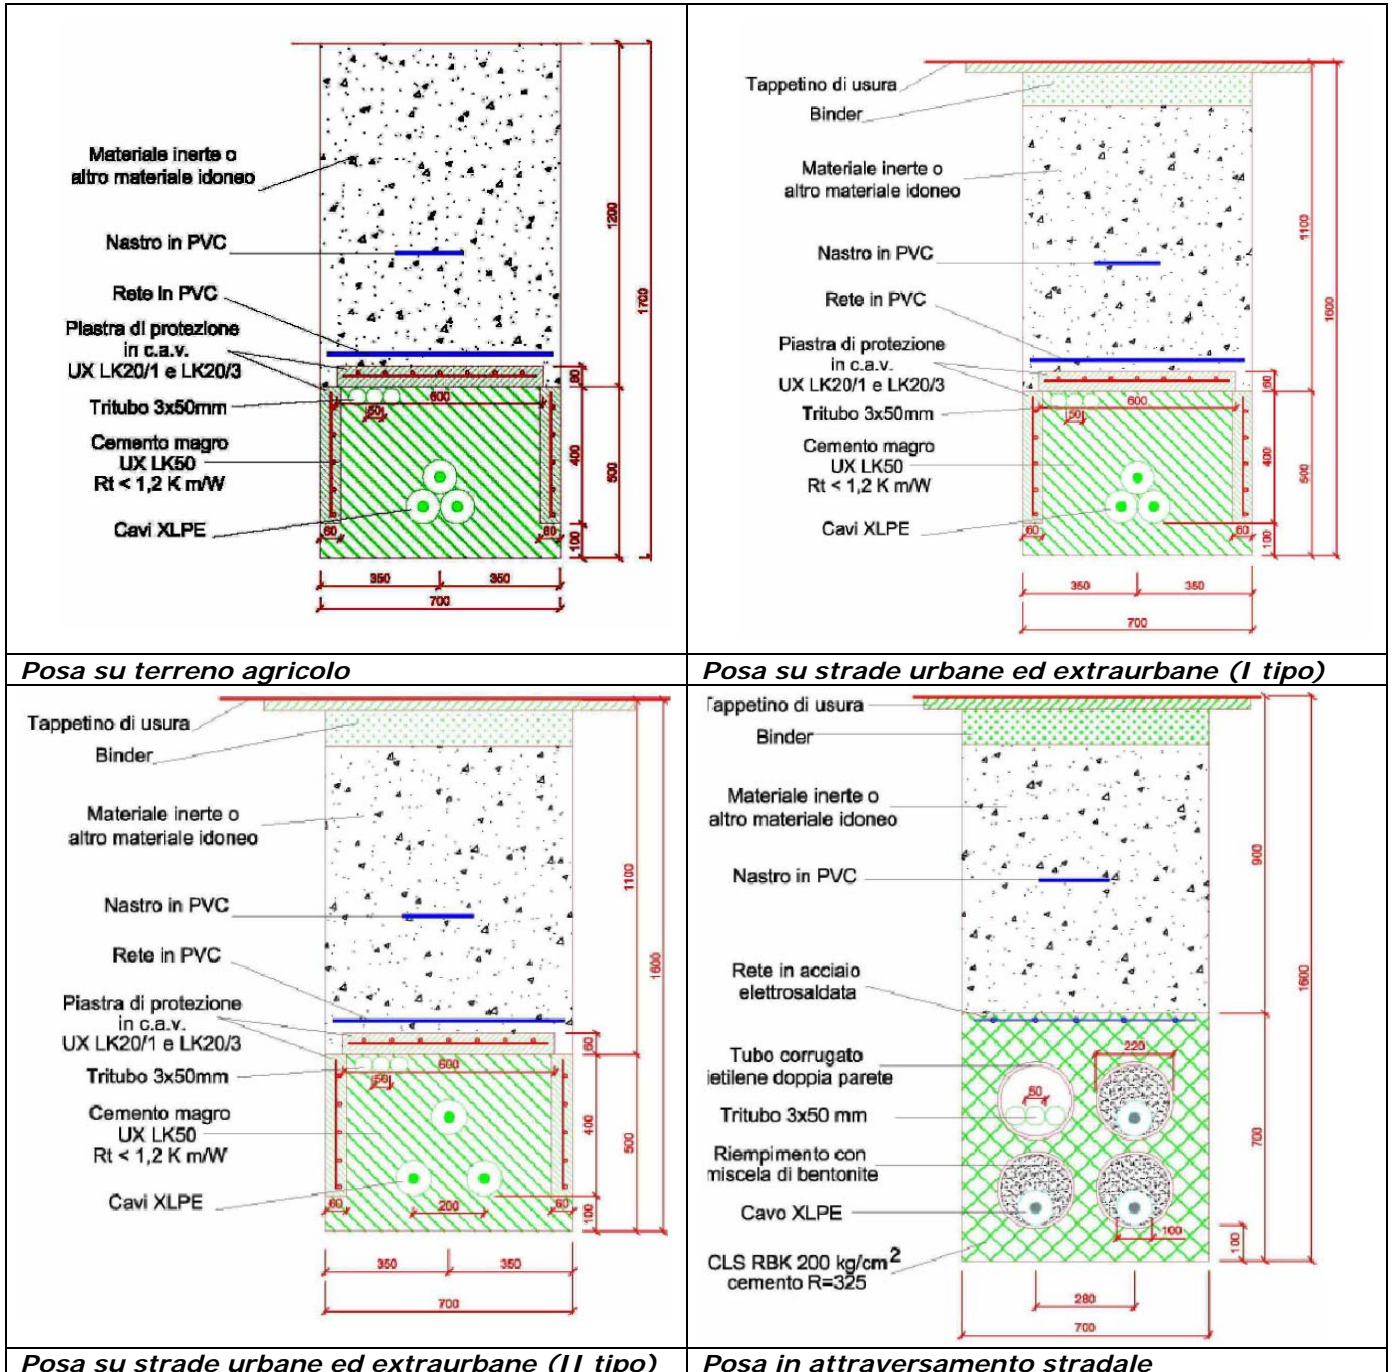 Materiale inerte o
altro materiale idoneo
Nastro in PVC
Rete in PVC
Piastra di protezione
in c.a.v.
UX LK20/1 e LK20/3
Tritubo 3x50mm
Cemento magro
UX LK50
Rt < 1,2 K m/W
Cavi XLPE
1200
1700
60
600
50
400
500
60
60
100
350
350
700
Posa su terreno agricolo
Tappetino di usura
Binder
Materiale inerte o
altro materiale idoneo
Nastro in PVC
Rete in PVC
Piastra di protezione
in c.a.v.
UX LK20/1 e LK20/3
Tritubo 3x50mm
Cemento magro
UX LK50
Rt < 1,2 K m/W
Cavi XLPE
1100
1600
60
600
50
400
500
60
60
100
350
350
700
Posa su strade urbane ed extraurbane (I tipo)
Tappetino di usura
Binder
Materiale inerte o
altro materiale idoneo
Nastro in PVC
Rete in PVC
Piastra di protezione
in c.a.v.
UX LK20/1 e LK20/3
Tritubo 3x50mm
Cemento magro
UX LK50
Rt < 1,2 K m/W
Cavi XLPE
1100
1600
60
600
50
400
500
60
200
60
100
350
350
700
Posa su strade urbane ed extraurbane (II tipo)
Tappetino di usura
Binder
Materiale inerte o
altro materiale idoneo
Nastro in PVC
Rete in acciaio
elettrosaldata
Tubo corrugato
ietilene doppia parete
Tritubo 3x50 mm
Riempimento con
miscela di bentonite
Cavo XLPE
CLS RBK 200 kg/cm2
cemento R=325
900
1600
220
50
700
100
100
280
700
Posa in attraversamento stradale